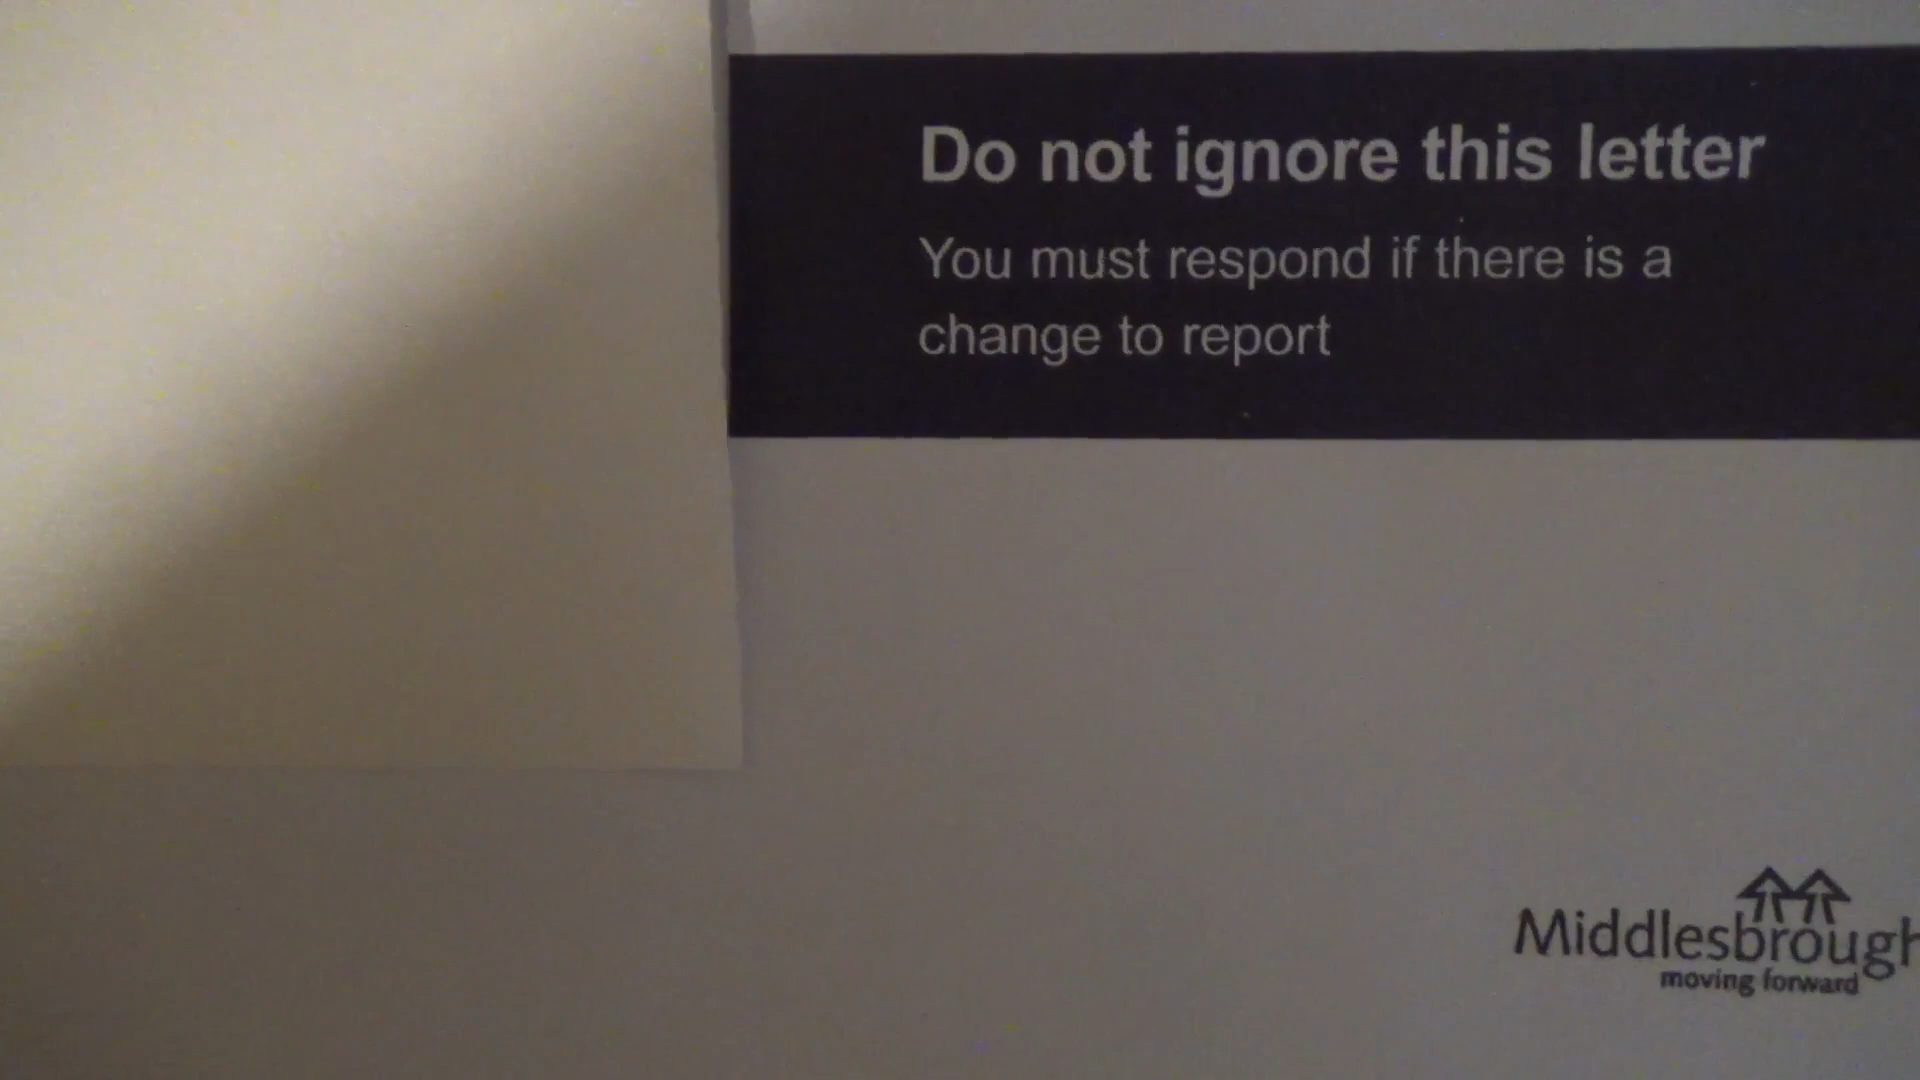 Do not ignore this letter
You must respond if there is a
change to report
Middlesbrough
moving forward